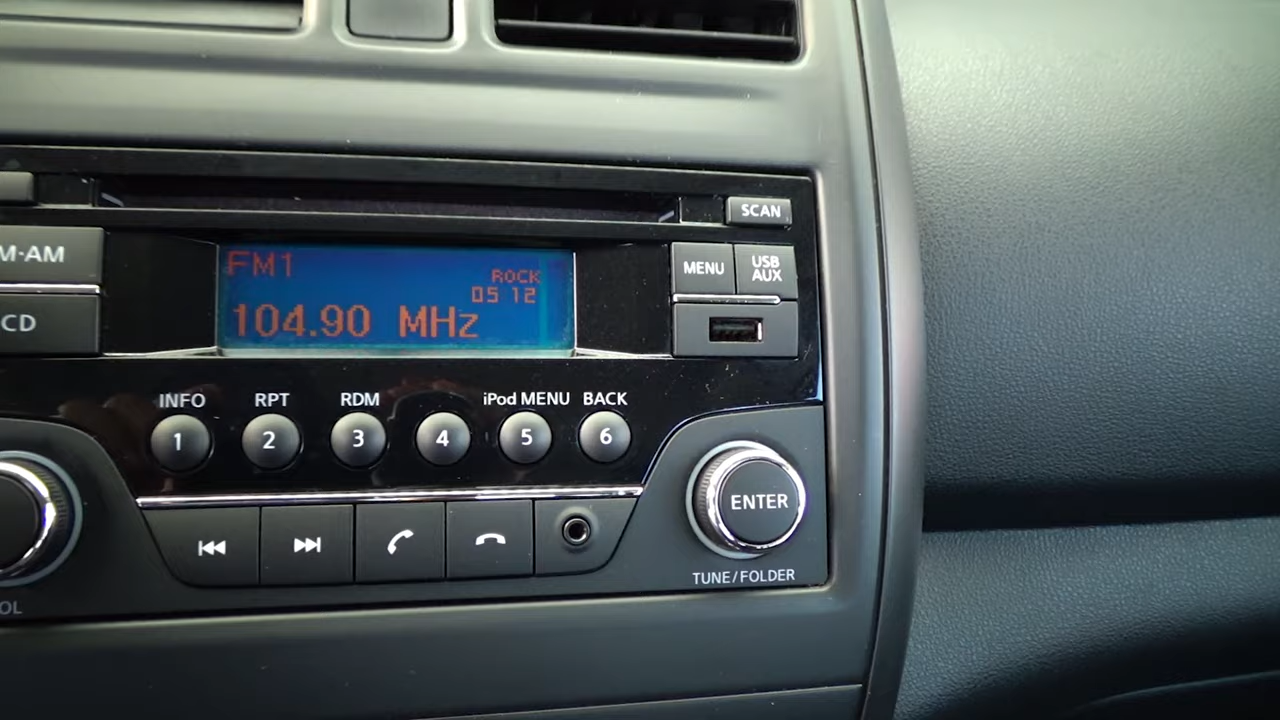 SCAN
M·AM
MENU
USB
AUX
FM1
ROCK
05 12
104.90 MHz
CD
INFO
RPT
RDM
iPod MENU
BACK
1
2
3
4
5
6
ENTER
TUNE/FOLDER
OL